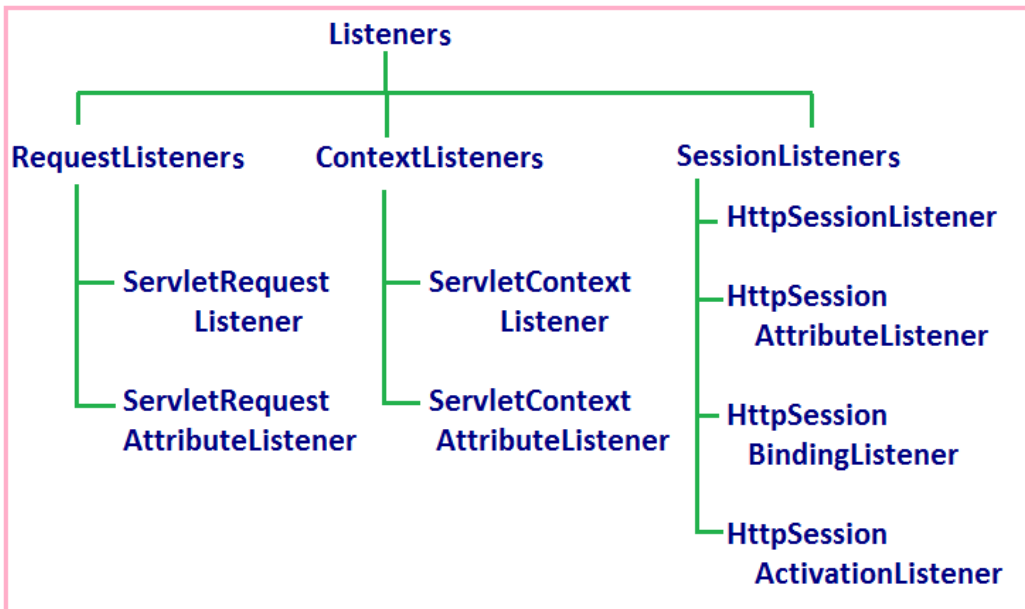 Listeners
RequestListeners
ContextListeners
SessionListeners
ServletRequest
Listener
ServletRequest
AttributeListener
ServletContext
Listener
ServletContext
AttributeListener
HttpSessionListener
HttpSession
AttributeListener
HttpSession
BindingListener
HttpSession
ActivationListener